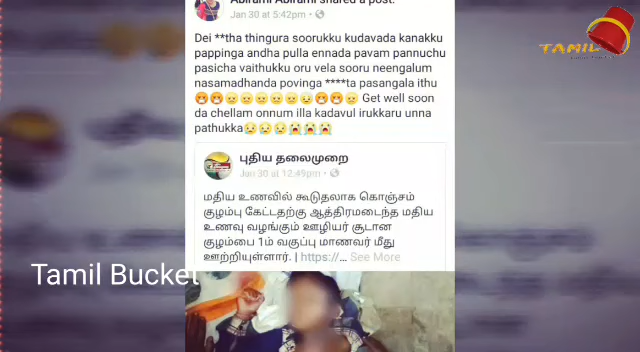 Abirami Abirami shared a post.
Jan 30 at 5:42pm •
TAMIL
Dei **tha thingura soorukku kudavada kanakku
pappinga andha pulla ennada pavam pannuchu
pasicha vaithukku oru vela sooru neengalum
nasamadhanda povinga ****ta pasangala ithu
😷😷😠😠😠😠😠😠😷😷😠 Get well soon
da chellam onnum illa kadavul irukkaru unna
pathukka😥😥😥😭😭😭
புதிய தலைமுறை
Jan 30 at 12:49pm •
மதிய உணவில் கூடுதலாக கொஞ்சம்
குழம்பு கேட்டதற்கு ஆத்திரமடைந்த மதிய
உணவு வழங்கும் ஊழியர் சூடான
குழம்பை 1ம் வகுப்பு மாணவர் மீது
ஊற்றியுள்ளார். | https://... See More
Tamil Bucket